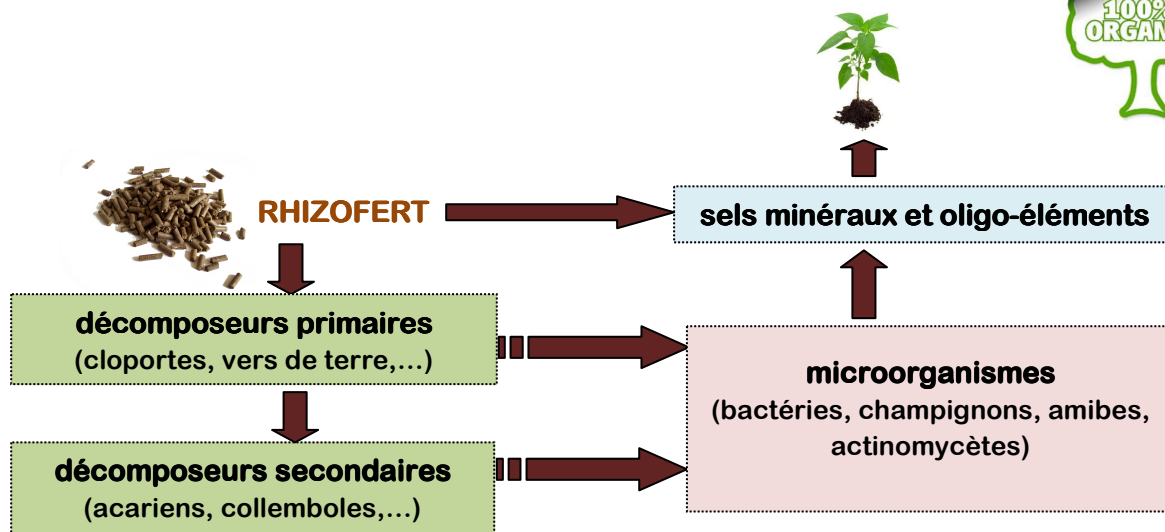 100%
RHIZOFERT
sels minéraux et oligo-éléments
décomposeurs primaires
(cloportes, vers de terre,...)
microorganismes
(bactéries, champignons, amibes,
actinomycètes)
décomposeurs secondaires
(acariens, collemboles,...)